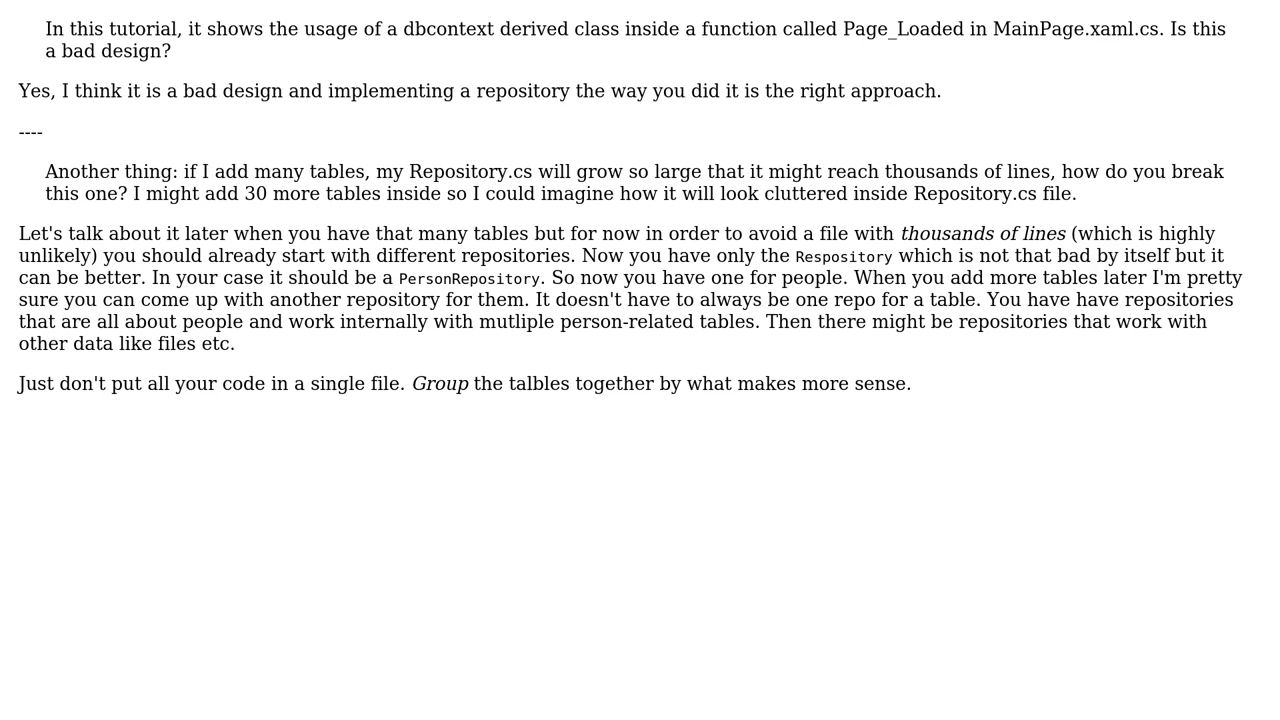 In this tutorial, it shows the usage of a dbcontext derived class inside a function called Page_Loaded in MainPage.xaml.cs. Is this
a bad design?
Yes, I think it is a bad design and implementing a repository the way you did it is the right approach.
----
Another thing: if I add many tables, my Repository.cs will grow so large that it might reach thousands of lines, how do you break
this one? I might add 30 more tables inside so I could imagine how it will look cluttered inside Repository.cs file.
Let's talk about it later when you have that many tables but for now in order to avoid a file with thousands of lines (which is highly
unlikely) you should already start with different repositories. Now you have only the Respository which is not that bad by itself but it
can be better. In your case it should be a PersonRepository. So now you have one for people. When you add more tables later I'm pretty
sure you can come up with another repository for them. It doesn't have to always be one repo for a table. You have have repositories
that are all about people and work internally with mutliple person-related tables. Then there might be repositories that work with
other data like files etc.
Just don't put all your code in a single file. Group the talbles together by what makes more sense.